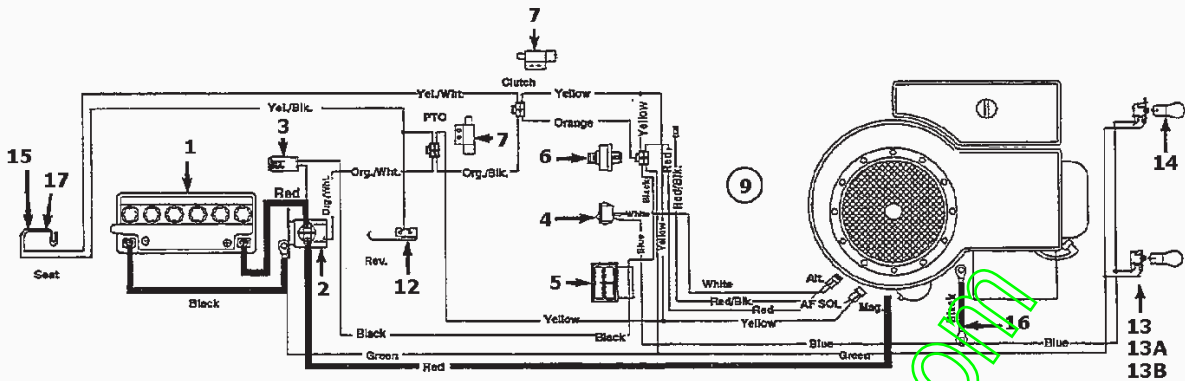 7
Clutch
Yel./Wht.
Yellow
Yel./Blk.
PTO
Yellow
Orange
3
7
1
6
15
17
Org./Wht.
Org./Blk.
Red
Org/Wht.
Black
Red
Red/Blk.
9
14
4
White
Blue
Yellow
Seat
Rev.
2
12
5
Black
White
Alt.
Red/Blk.
AF SOL
Red
Mag.
Yellow
Yellow
Black
16
Black
Black
Blue
Blue
Green
Green
Red
13
13A
13B
om